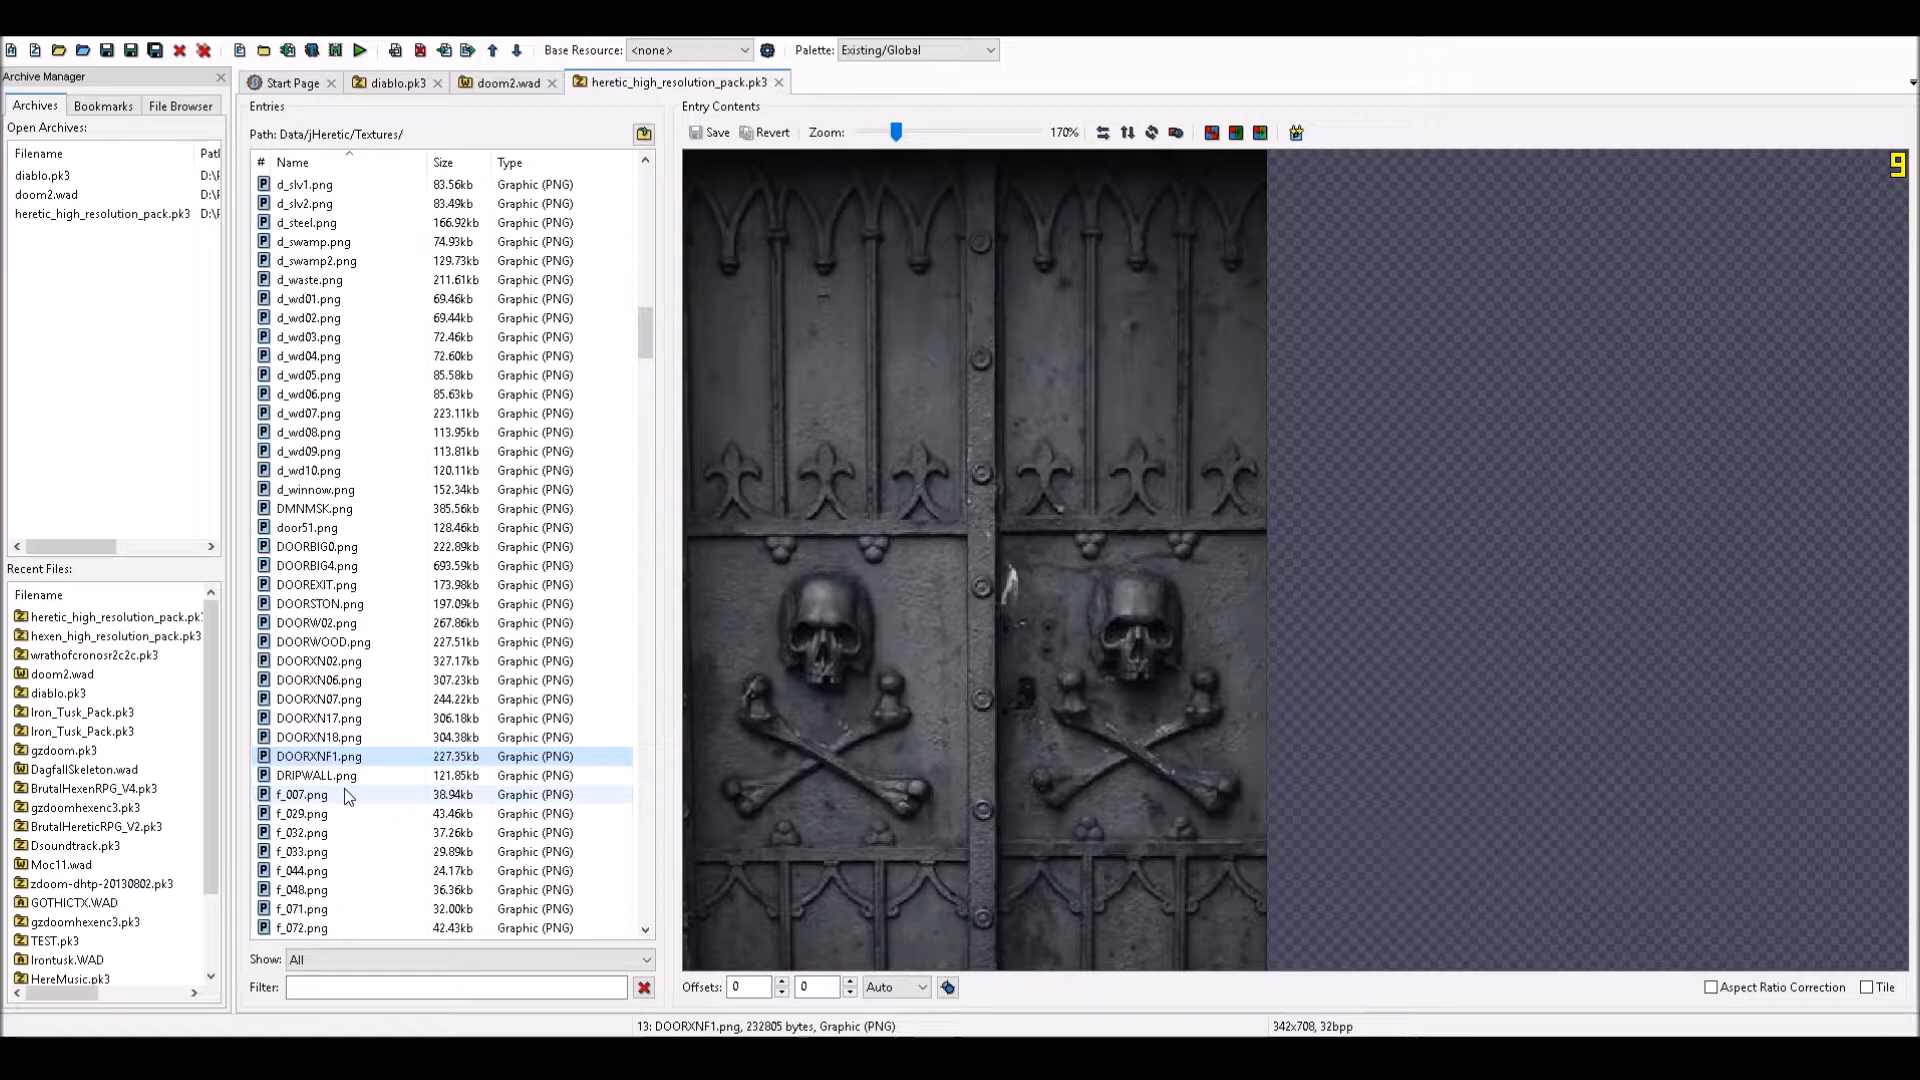 Base Resource: <none> Palette: Existing/Global
Archive Manager
Start Page diablo.pk3 doom2.wad heretic_high_resolution_pack.pk3
Archives Bookmarks File Browser
Open Archives:
Filename Path
diablo.pk3 D:\F
doom2.wad D:\F
heretic_high_resolution_pack.pk3 D:\F
Recent Files:
Filename
heretic_high_resolution_pack.pk3
hexen_high_resolution_pack.pk3
wrathofcronosr2c2c.pk3
doom2.wad
diablo.pk3
Iron_Tusk_Pack.pk3
Iron_Tusk_Pack.pk3
gzdoom.pk3
DagfallSkeleton.wad
BrutalHexenRPG_V4.pk3
gzdoomhexenc3.pk3
BrutalHereticRPG_V2.pk3
Dsoundtrack.pk3
Moc11.wad
zdoom-dhtp-20130802.pk3
GOTHICTX.WAD
gzdoomhexenc3.pk3
TEST.pk3
Irontusk.WAD
HereMusic.pk3
Entries
Path: Data/jHeretic/Textures/
# Name Size Type
d_slv1.png 83.56kb Graphic (PNG)
d_slv2.png 83.49kb Graphic (PNG)
d_steel.png 166.92kb Graphic (PNG)
d_swamp.png 74.93kb Graphic (PNG)
d_swamp2.png 129.73kb Graphic (PNG)
d_waste.png 211.61kb Graphic (PNG)
d_wd01.png 69.46kb Graphic (PNG)
d_wd02.png 69.44kb Graphic (PNG)
d_wd03.png 72.46kb Graphic (PNG)
d_wd04.png 72.60kb Graphic (PNG)
d_wd05.png 85.58kb Graphic (PNG)
d_wd06.png 85.63kb Graphic (PNG)
d_wd07.png 223.11kb Graphic (PNG)
d_wd08.png 113.95kb Graphic (PNG)
d_wd09.png 113.81kb Graphic (PNG)
d_wd10.png 120.11kb Graphic (PNG)
d_winnow.png 152.34kb Graphic (PNG)
DMNMSK.png 385.56kb Graphic (PNG)
door51.png 128.46kb Graphic (PNG)
DOORBIG0.png 222.89kb Graphic (PNG)
DOORBIG4.png 693.59kb Graphic (PNG)
DOOREXIT.png 173.98kb Graphic (PNG)
DOORSTON.png 197.09kb Graphic (PNG)
DOORW02.png 267.86kb Graphic (PNG)
DOORWOOD.png 227.51kb Graphic (PNG)
DOORXN02.png 327.17kb Graphic (PNG)
DOORXN06.png 307.23kb Graphic (PNG)
DOORXN07.png 244.22kb Graphic (PNG)
DOORXN17.png 306.18kb Graphic (PNG)
DOORXN18.png 304.38kb Graphic (PNG)
DOORXNF1.png 227.35kb Graphic (PNG)
DRIPWALL.png 121.85kb Graphic (PNG)
f_007.png 38.94kb Graphic (PNG)
f_029.png 43.46kb Graphic (PNG)
f_032.png 37.26kb Graphic (PNG)
f_033.png 29.89kb Graphic (PNG)
f_044.png 24.17kb Graphic (PNG)
f_048.png 36.36kb Graphic (PNG)
f_071.png 32.00kb Graphic (PNG)
f_072.png 42.43kb Graphic (PNG)
Show: All
Filter:
Entry Contents
Save Revert Zoom: 170%
9
Offsets: 0 0 Auto Aspect Ratio Correction Tile
13: DOORXNF1.png, 232805 bytes, Graphic (PNG) 342x708, 32bpp